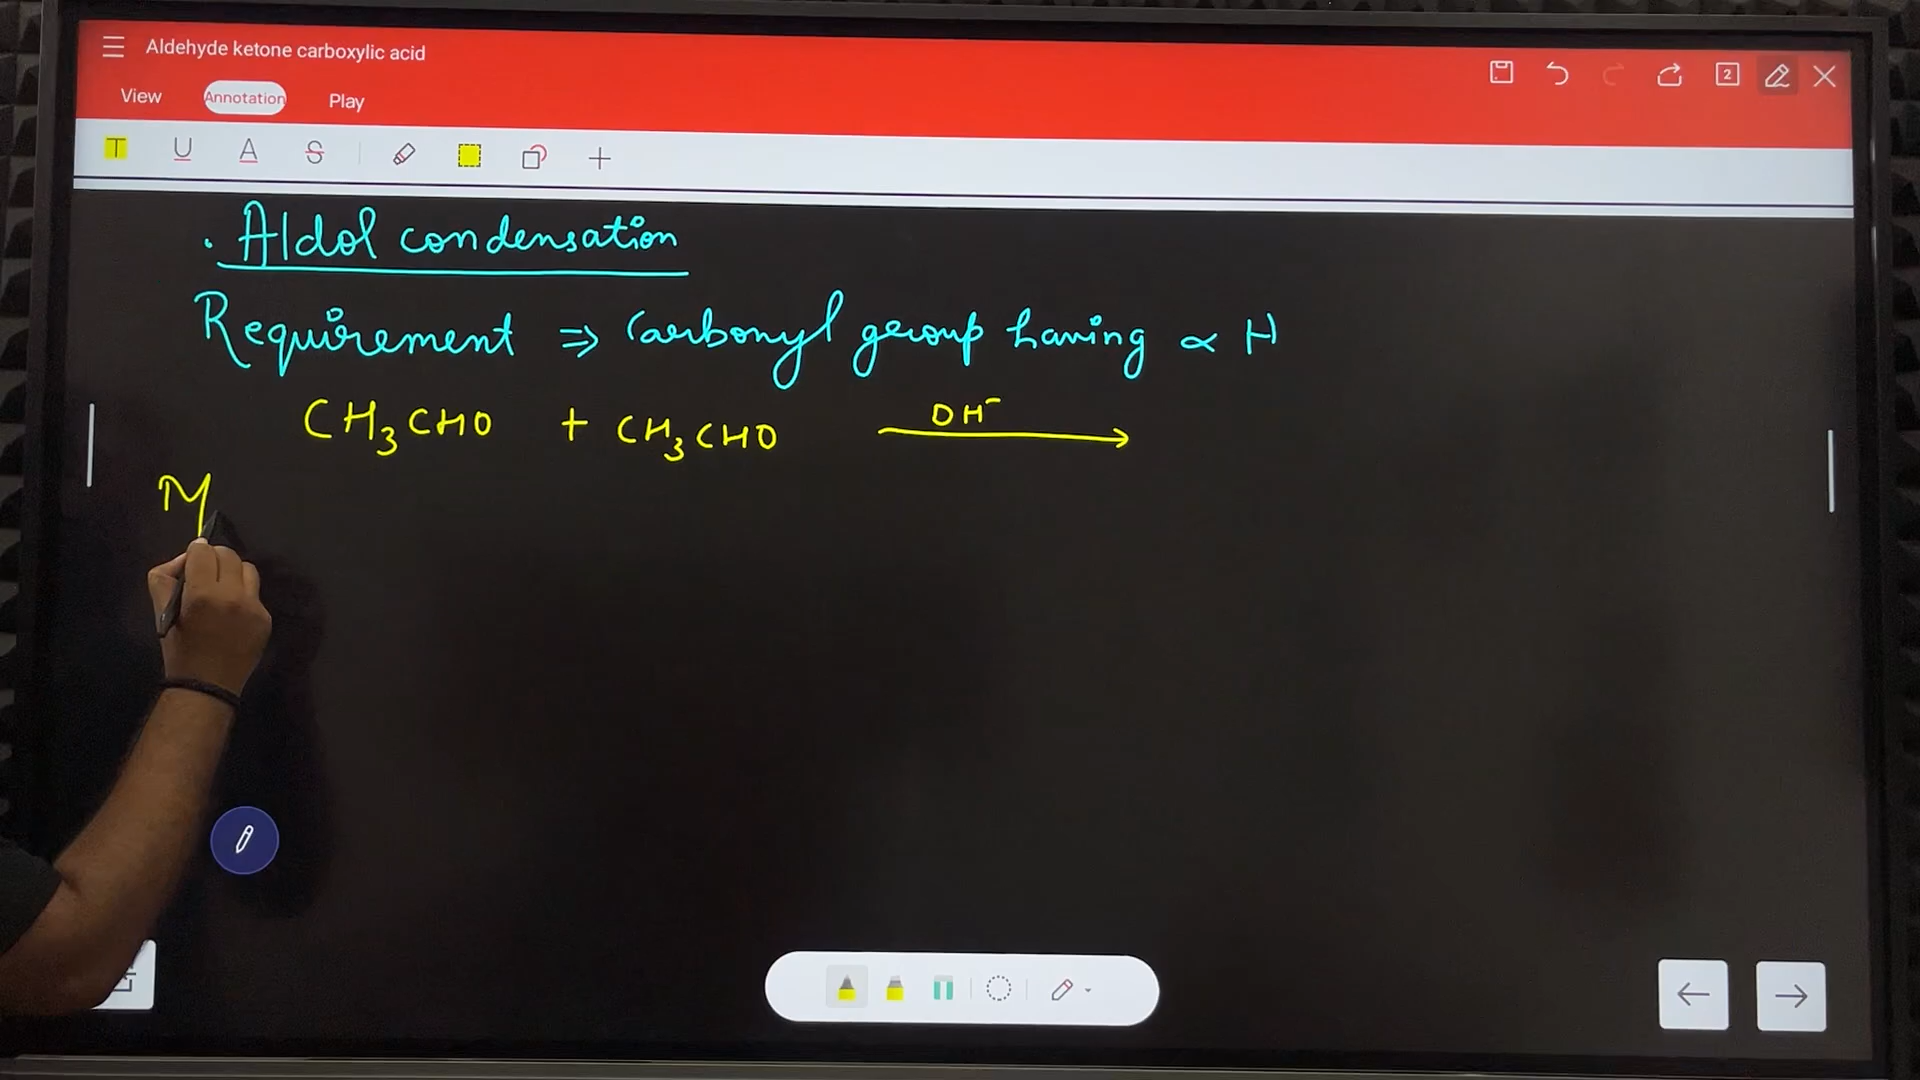 Aldehyde ketone carboxylic acid
View Annotation Play
T U A S
2
. Aldol condensation
Requirement ⇒ Carbonyl group having α H
CH₃CHO + CH₃CHO OH⁻ →
M